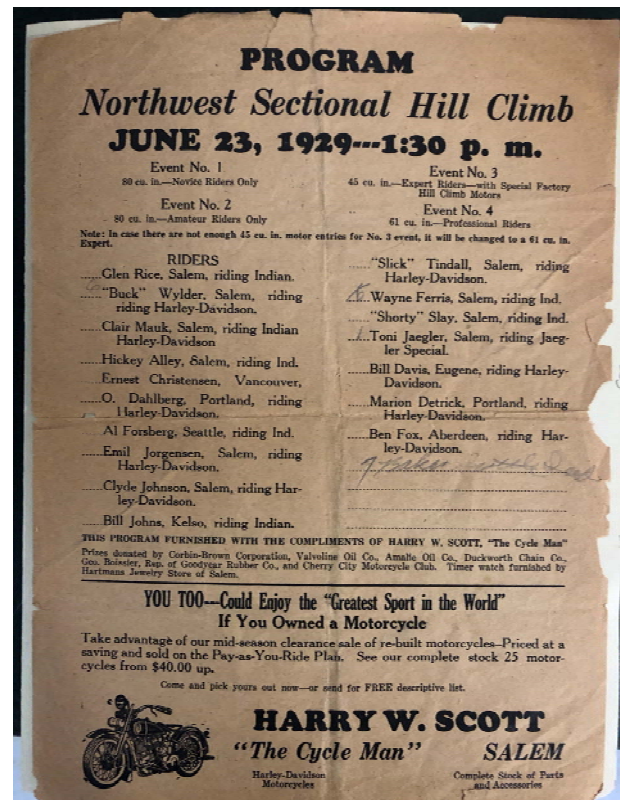 PROGRAM
Northwest Sectional Hill Climb
JUNE 23, 1929---1:30 p. m.
Event No. 1
80 cu. in.—Novice Riders Only
Event No. 2
80 cu. in.—Amateur Riders Only
Event No. 3
45 cu. in.—Expert Riders—with Special Factory
Hill Climb Motors
Event No. 4
61 cu. in.—Professional Riders
Note: In case there are not enough 45 cu. in. motor entries for No. 3 event, it will be changed to a 61 cu. in.
Expert.
RIDERS
......Glen Rice, Salem, riding Indian.
......"Buck" Wylder, Salem, riding
riding Harley-Davidson.
......Clair Mauk, Salem, riding Indian
Harley-Davidson
......Hickey Alley, Salem, riding Ind.
......Ernest Christensen, Vancouver,
......O. Dahlberg, Portland, riding
Harley-Davidson.
Al Forsberg, Seattle, riding Ind.
......Emil Jorgensen, Salem, riding
Harley-Davidson.
......Clyde Johnson, Salem, riding Har-
ley-Davidson.
......Bill Johns, Kelso, riding Indian.
......"Slick" Tindall, Salem, riding
Harley-Davidson.
......Wayne Ferris, Salem, riding Ind.
......"Shorty" Slay, Salem, riding Ind.
......Toni Jaegler, Salem, riding Jaeg-
ler Special.
......Bill Davis, Eugene, riding Harley-
Davidson.
......Marion Detrick, Portland, riding
Harley-Davidson.
......Ben Fox, Aberdeen, riding Har-
ley-Davidson.
THIS PROGRAM FURNISHED WITH THE COMPLIMENTS OF HARRY W. SCOTT, "The Cycle Man"
Prizes donated by Corbin-Brown Corporation, Valvoline Oil Co., Amalie Oil Co., Duckworth Chain Co.,
Geo. Boissier, Rep. of Goodyear Rubber Co., and Cherry City Motorcycle Club. Timer watch furnished by
Hartmans Jewelry Store of Salem.
YOU TOO---Could Enjoy the "Greatest Sport in the World"
If You Owned a Motorcycle
Take advantage of our mid-season clearance sale of re-built motorcycles—Priced at a
saving and sold on the Pay-as-You-Ride Plan. See our complete stock 25 motor-
cycles from $40.00 up.
Come and pick yours out now—or send for FREE descriptive list.
HARRY W. SCOTT
"The Cycle Man" SALEM
Harley-Davidson
Motorcycles
Complete Stock of Parts
and Accessories